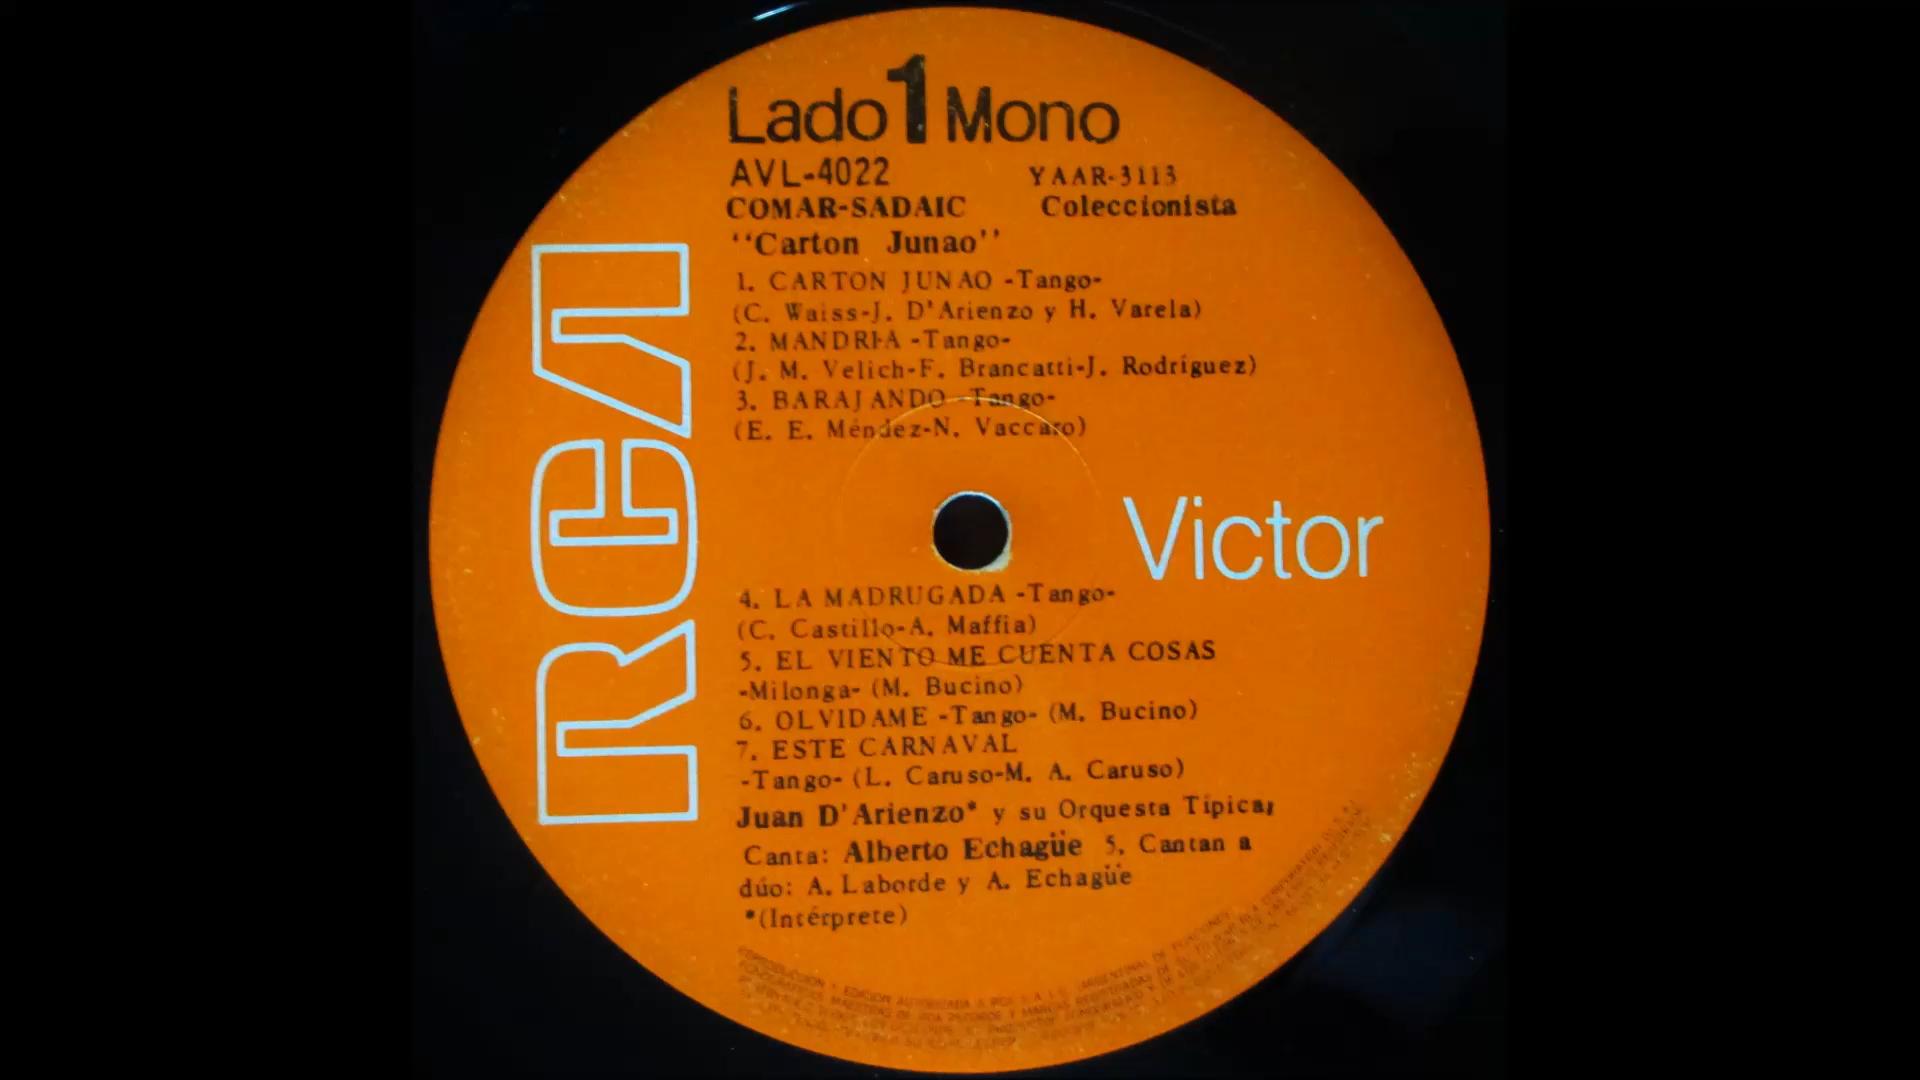 Lado 1 Mono
AVL-4022 YAAR-3113
COMAR-SADAIC Coleccionista
"Carton Junao"
1. CARTON JUNAO -Tango-
(C. Waiss-J. D'Arienzo y H. Varela)
2. MANDRIA -Tango-
(J. M. Velich-F. Brancatti-J. Rodríguez)
3. BARAJANDO -Tango-
(E. E. Méndez-N. Vaccaro)
RCA
Victor
4. LA MADRUGADA -Tango-
(C. Castillo-A. Maffia)
5. EL VIENTO ME CUENTA COSAS
-Milonga- (M. Bucino)
6. OLVIDAME -Tango- (M. Bucino)
7. ESTE CARNAVAL
-Tango- (L. Caruso-M. A. Caruso)
Juan D'Arienzo* y su Orquesta Típica,
Canta: Alberto Echagüe 5. Cantan a
dúo: A. Laborde y A. Echagüe
*(Intérprete)